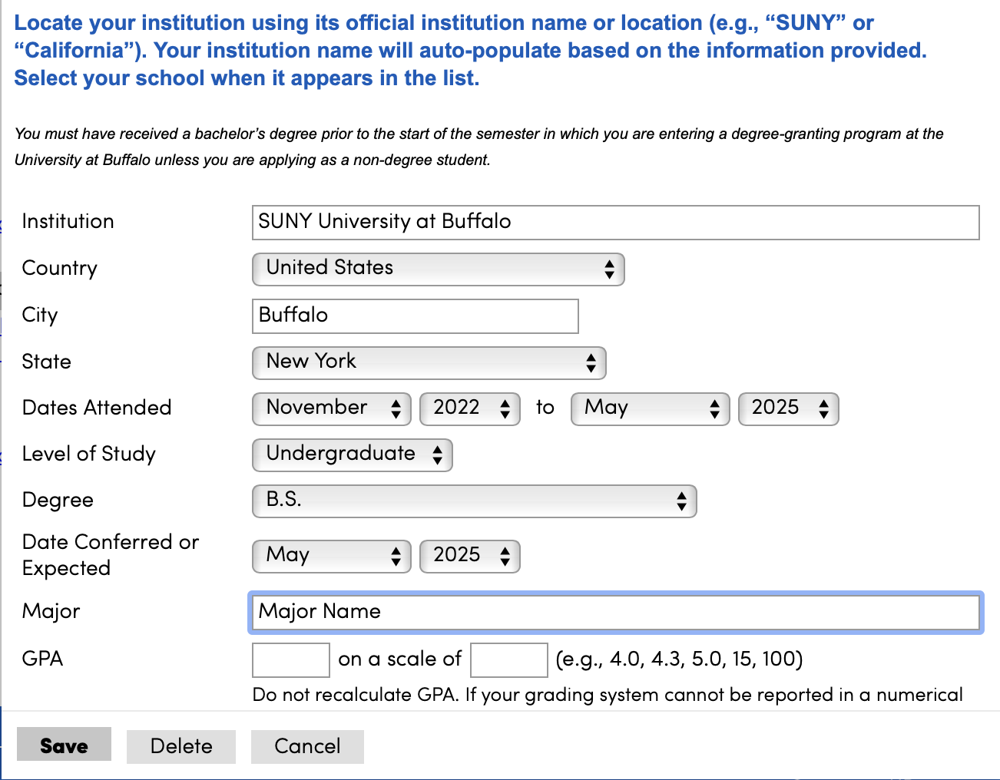 Locate your institution using its official institution name or location (e.g., “SUNY” or
“California”). Your institution name will auto-populate based on the information provided.
Select your school when it appears in the list.
You must have received a bachelor’s degree prior to the start of the semester in which you are entering a degree-granting program at the
University at Buffalo unless you are applying as a non-degree student.
Institution SUNY University at Buffalo
Country United States
City Buffalo
State New York
Dates Attended November 2022 to May 2025
Level of Study Undergraduate
Degree B.S.
Date Conferred or
Expected May 2025
Major Major Name
GPA on a scale of (e.g., 4.0, 4.3, 5.0, 15, 100)
Do not recalculate GPA. If your grading system cannot be reported in a numerical
Save Delete Cancel